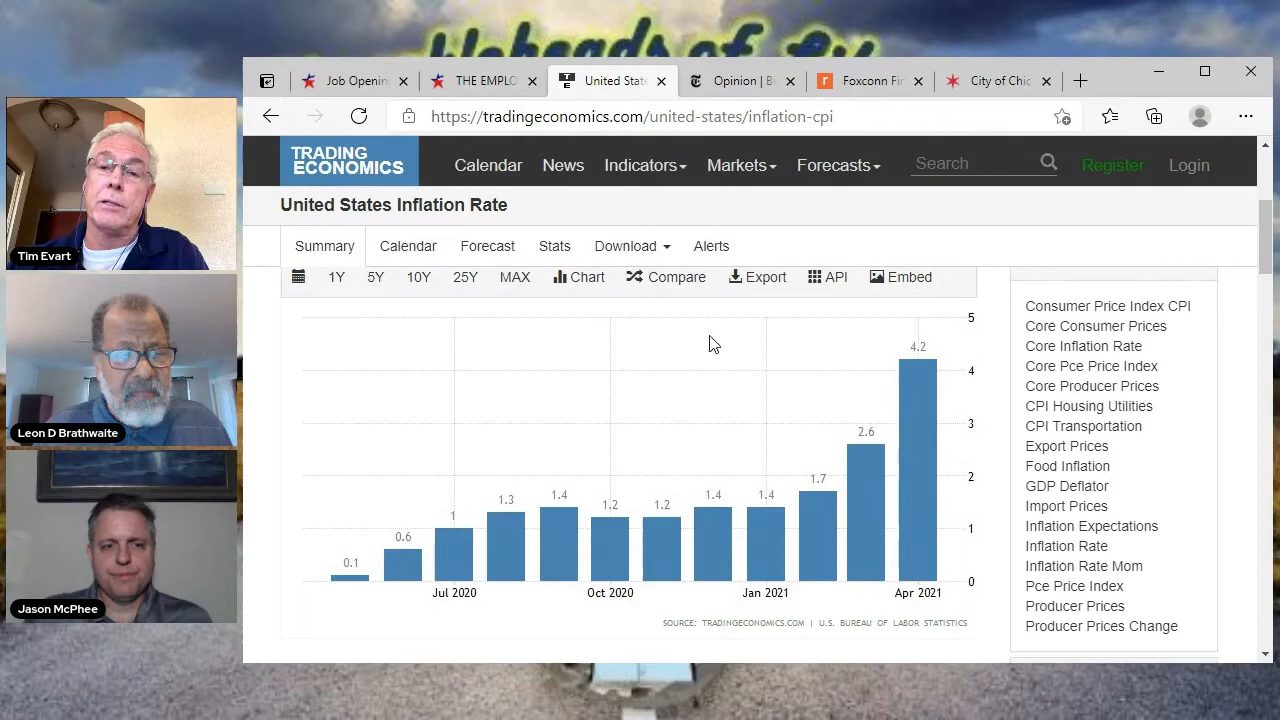 Job Openin
THE EMPLO
United State
Opinion | B
Foxconn Fi
City of Chic
https://tradingeconomics.com/united-states/inflation-cpi
TRADING
ECONOMICS
Calendar News Indicators Markets Forecasts Search Register Login
United States Inflation Rate
Summary Calendar Forecast Stats Download Alerts
1Y 5Y 10Y 25Y MAX Chart Compare Export API Embed
5
4
3
2
1
0
0.1
0.6
1
1.3
1.4
1.2
1.2
1.4
1.4
1.7
2.6
4.2
Jul 2020 Oct 2020 Jan 2021 Apr 2021
SOURCE: TRADINGECONOMICS.COM | U.S. BUREAU OF LABOR STATISTICS
Consumer Price Index CPI
Core Consumer Prices
Core Inflation Rate
Core Pce Price Index
Core Producer Prices
CPI Housing Utilities
CPI Transportation
Export Prices
Food Inflation
GDP Deflator
Import Prices
Inflation Expectations
Inflation Rate
Inflation Rate Mom
Pce Price Index
Producer Prices
Producer Prices Change
Tim Evart
Leon D Brathwaite
Jason McPhee